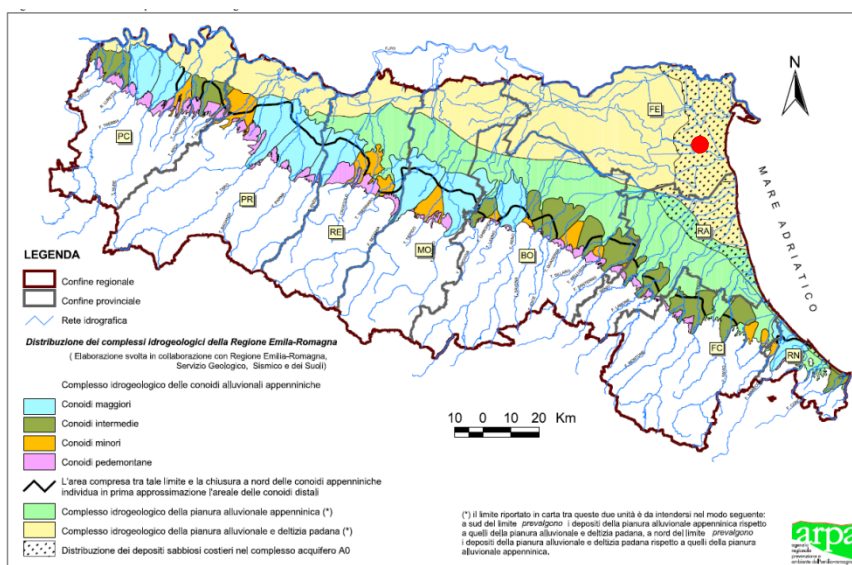 PC
PR
RE
MO
BO
FE
RA
FC
RN
N
MARE ADRIATICO
LEGENDA
Confine regionale
Confine provinciale
Rete idrografica
Distribuzione dei complessi idrogeologici della Regione Emila-Romagna
( Elaborazione svolta in collaborazione con Regione Emilia-Romagna,
Servizio Geologico, Sismico e dei Suoli)
Complesso idrogeologico delle conoidi alluvionali appenniniche
Conoidi maggiori
Conoidi intermedie
Conoidi minori
Conoidi pedemontane
L'area compresa tra tale limite e la chiusura a nord delle conoidi appenniniche
individua in prima approssimazione l'areale delle conoidi distali
Complesso idrogeologico della pianura alluvionale appenninica (*)
Complesso idrogeologico della pianura alluvionale e deltizia padana (*)
Distribuzione dei depositi sabbiosi costieri nel complesso acquifero A0
10 0 10 20 Km
(*) il limite riportato in carta tra queste due unità è da intendersi nel modo seguente:
a sud del limite prevalgono i depositi della pianura alluvionale appenninica rispetto
a quelli della pianura alluvionale e deltizia padana, a nord del limite prevalgono
i depositi della pianura alluvionale e deltizia padana rispetto a quelli della pianura
alluvionale appenninica.
arpa